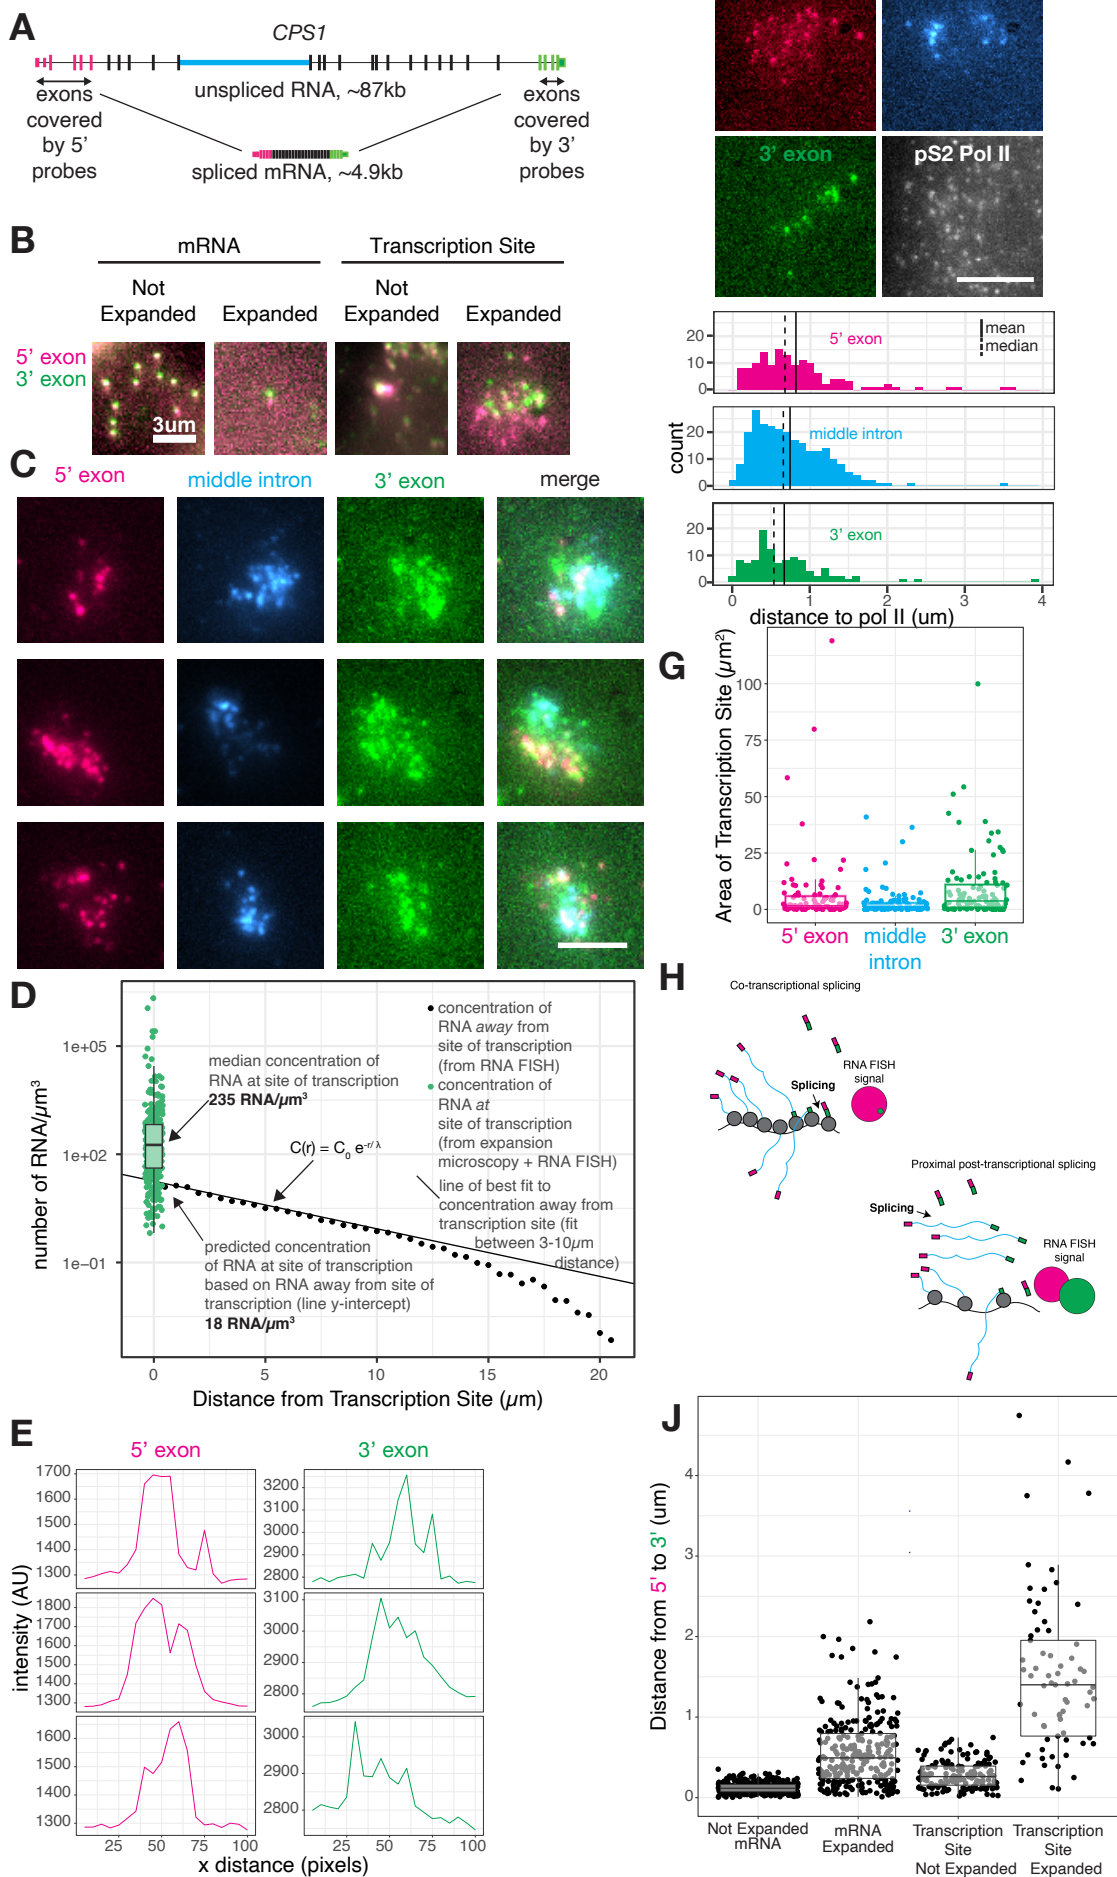 A
CPS1
unspliced RNA, ~87kb
exons
covered
by 5’
probes
exons
covered
by 3’
probes
spliced mRNA, ~4.9kb
3’ exon
pS2 Pol II
B
mRNA
Transcription Site
Not
Expanded
Expanded
Not
Expanded
Expanded
5’ exon
3’ exon
3um
C
5’ exon
middle intron
3’ exon
merge
20
10
0
5’ exon
mean
median
count
20
10
0
middle intron
20
10
0
3’ exon
0
1
2
3
4
distance to pol II (um)
G
Area of Transcription Site (μm²)
100
75
50
25
0
5’ exon
middle
intron
3’ exon
D
number of RNA/μm³
1e+05
1e+02
1e−01
median concentration of
RNA at site of transcription
235 RNA/μm³
C(r) = C₀ e^-r/ λ
concentration of
RNA away from
site of transcription
(from RNA FISH)
concentration of
RNA at
site of transcription
(from expansion
microscopy + RNA FISH)
line of best fit to
concentration away from
transcription site (fit
between 3-10μm
distance)
predicted concentration
of RNA at site of transcription
based on RNA away from site of
transcription (line y-intercept)
18 RNA/μm³
0
5
10
15
20
Distance from Transcription Site (μm)
H
Co-transcriptional splicing
Splicing
RNA FISH
signal
Proximal post-transcriptional splicing
Splicing
RNA FISH
signal
E
5’ exon
3’ exon
intensity (AU)
1700
1600
1500
1400
1300
3200
3100
3000
2900
2800
1800
1700
1600
1500
1400
1300
3100
3000
2900
2800
1600
1500
1400
1300
3000
2900
2800
25
50
75
100
25
50
75
100
x distance (pixels)
J
Distance from 5' to 3' (um)
4
3
2
1
0
Not Expanded
mRNA
mRNA
Expanded
Transcription
Site
Not Expanded
Transcription
Site
Expanded